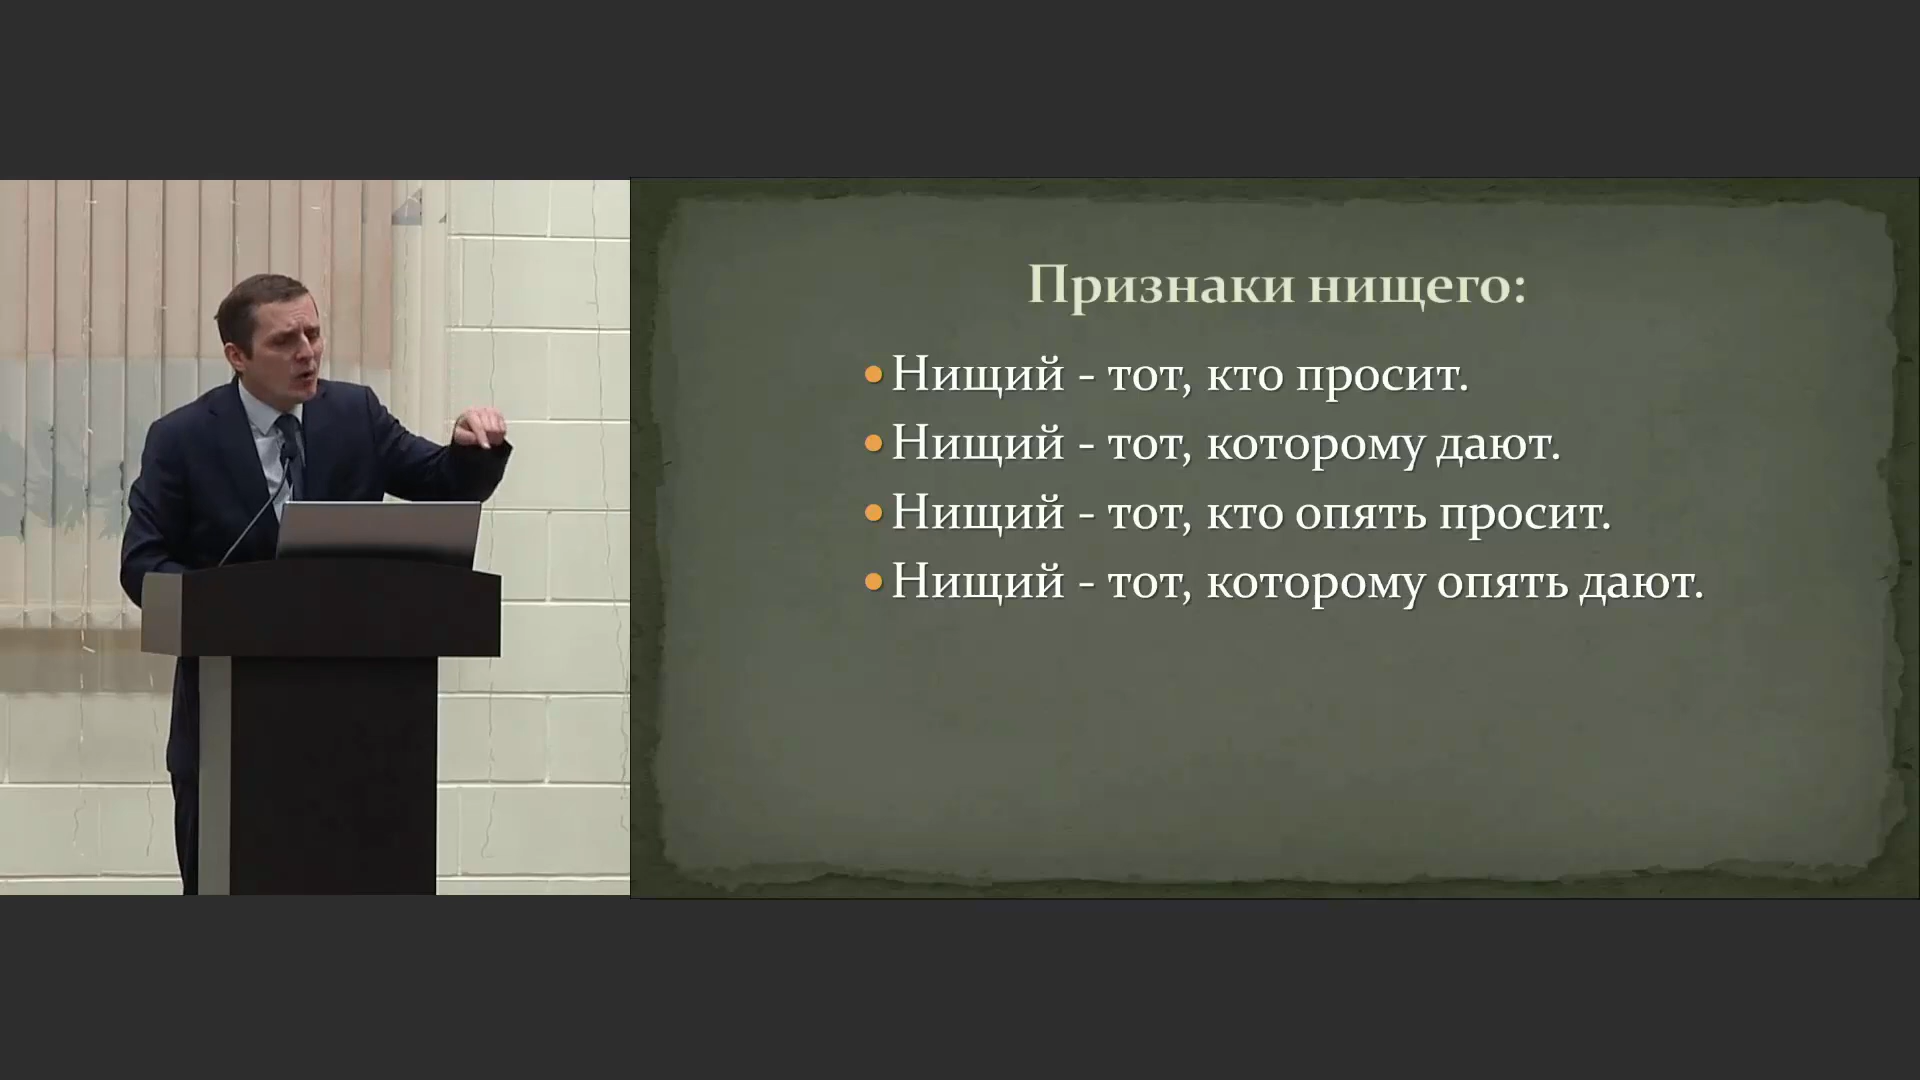 Признаки нищего:
Нищий - тот, кто просит.
Нищий - тот, которому дают.
Нищий - тот, кто опять просит.
Нищий - тот, которому опять дают.